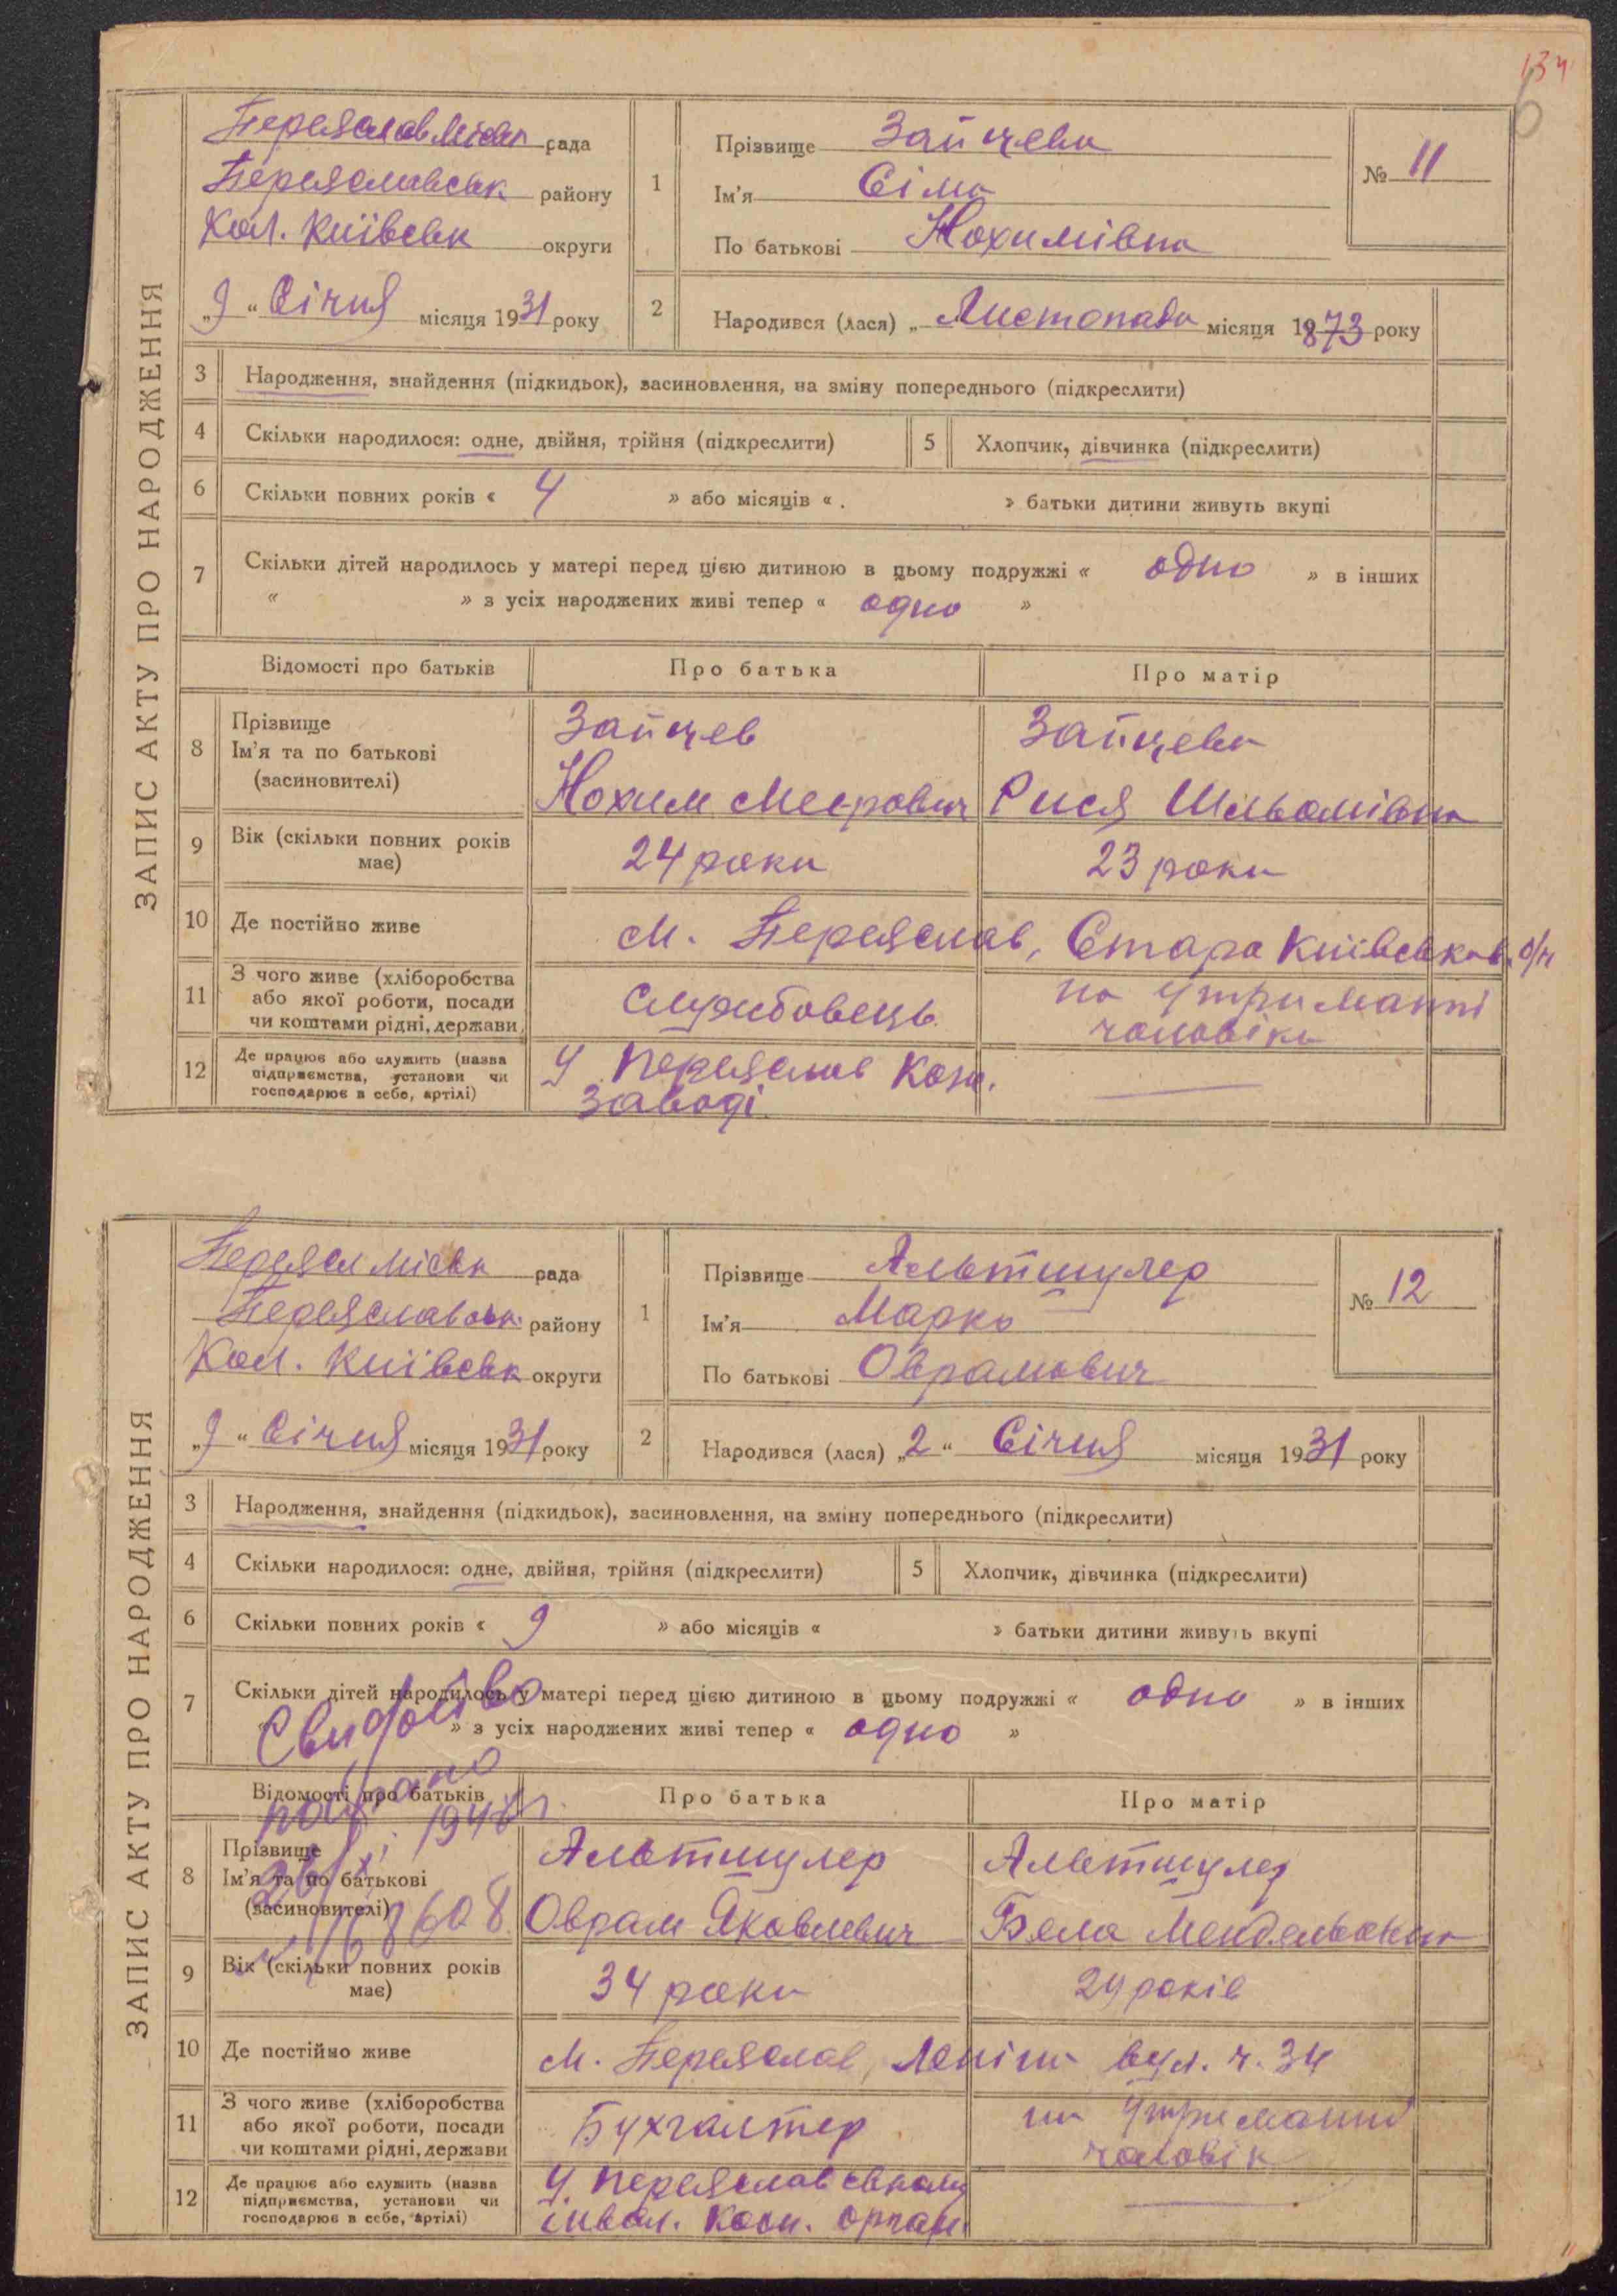 134
ЗАПИС АКТУ ПРО НАРОДЖЕННЯ
Переяслав Міськ рада
Переяславськ району
Кол. Київськ округи
„9“ Січня місяця 1931 року
1
Прізвище Зайцева
Ім'я Сіма
По батькові Нохимівна
№ 11
2
Народився (лася) „ Листопада місяця 1873 року
3 Народження, знайдення (підкидьок), засиновлення, на зміну попереднього (підкреслити)
4 Скільки народилося: одне, двійня, трійня (підкреслити)
5 Хлопчик, дівчинка (підкреслити)
6 Скільки повних років « 4 » або місяців « . » батьки дитини живуть вкупі
7 Скільки дітей народилось у матері перед цією дитиною в цьому подружжі « одно » в інших
« » з усіх народжених живі тепер « одно »
Відомості про батьків Про батька Про матір
8 Прізвище
Ім'я та по батькові
(засиновителі)
Зайцев
Нохим Меєрович
Зайцева
Рися
9 Вік (скільки повних років
має)
24 роки
23 роки
10 Де постійно живе
м. Переяслав, Стара Київськ
11 З чого живе (хліборобства
або якої роботи, посади
чи коштами рідні, держави
службовець
на утриманні
чоловіка
12 Де працює або служить (назва
підприємства, установи чи
господарює в себе, артілі)
У Переяслав Кож.
заводі
ЗАПИС АКТУ ПРО НАРОДЖЕННЯ
Переясл Міськ рада
Переяславськ. району
Кол. Київськ округи
„9“ Січня місяця 1931 року
1
Прізвище Альтшулер
Ім'я Марко
По батькові Оврамович
№ 12
2
Народився (лася) „2“ Січня місяця 1931 року
3 Народження, знайдення (підкидьок), засиновлення, на зміну попереднього (підкреслити)
4 Скільки народилося: одне, двійня, трійня (підкреслити)
5 Хлопчик, дівчинка (підкреслити)
6 Скільки повних років « 9 » або місяців « » батьки дитини живуть вкупі
7 Скільки дітей народилось у матері перед цією дитиною в цьому подружжі « одно » в інших
« » з усіх народжених живі тепер « одно »
Відомості про батьків Про батька Про матір
8 Прізвище
Ім'я та по батькові
(засиновителі)
Альтшулер
Оврам Яковлевич
Альтшулер
Бела
9 Вік (скільки повних років
має)
34 роки
29 років
10 Де постійно живе
м. Переяслав, Леніна вул. ч. 34
11 З чого живе (хліборобства
або якої роботи, посади
чи коштами рідні, держави
Бухгалтер
на утриманні
чоловік
12 Де працює або служить (назва
підприємства, установи чи
господарює в себе, артілі)
У Переяславському
інвал. Кооп. орган.